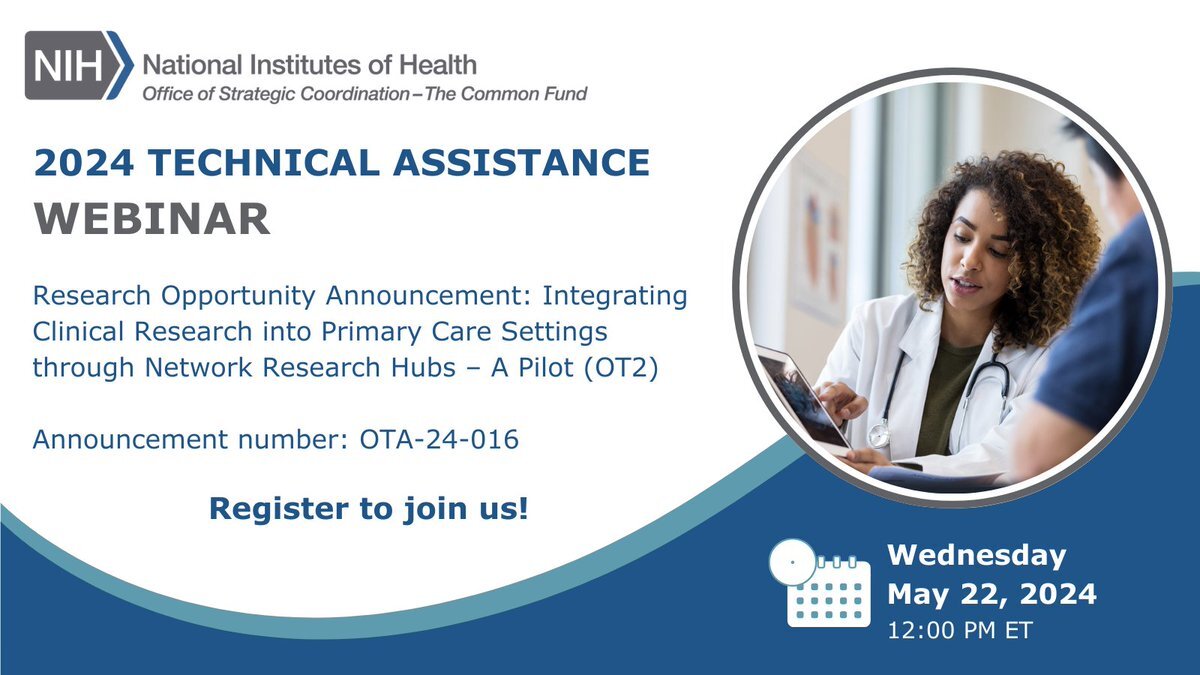 NIH
National Institutes of Health
Office of Strategic Coordination – The Common Fund
2024 TECHNICAL ASSISTANCE
WEBINAR
Research Opportunity Announcement: Integrating
Clinical Research into Primary Care Settings
through Network Research Hubs – A Pilot (OT2)
Announcement number: OTA-24-016
Register to join us!
Wednesday
May 22, 2024
12:00 PM ET